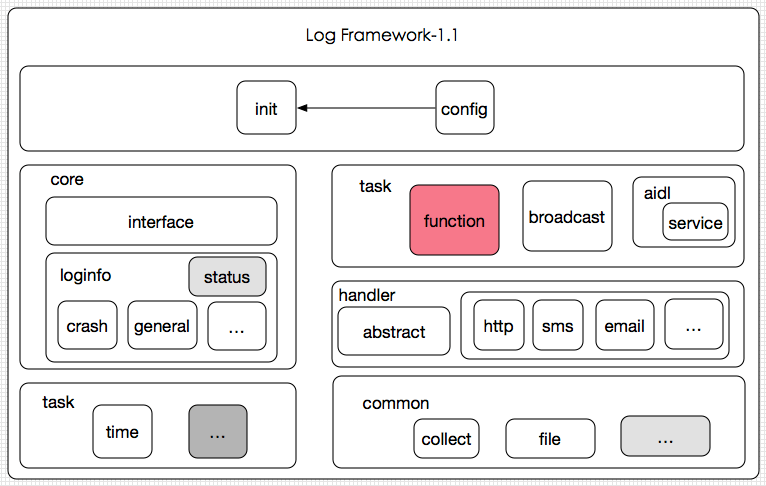 Log Framework-1.1
init
config
core
interface
loginfo
status
crash
general
...
task
function
broadcast
aidl
service
handler
abstract
http
sms
email
...
task
time
...
common
collect
file
...